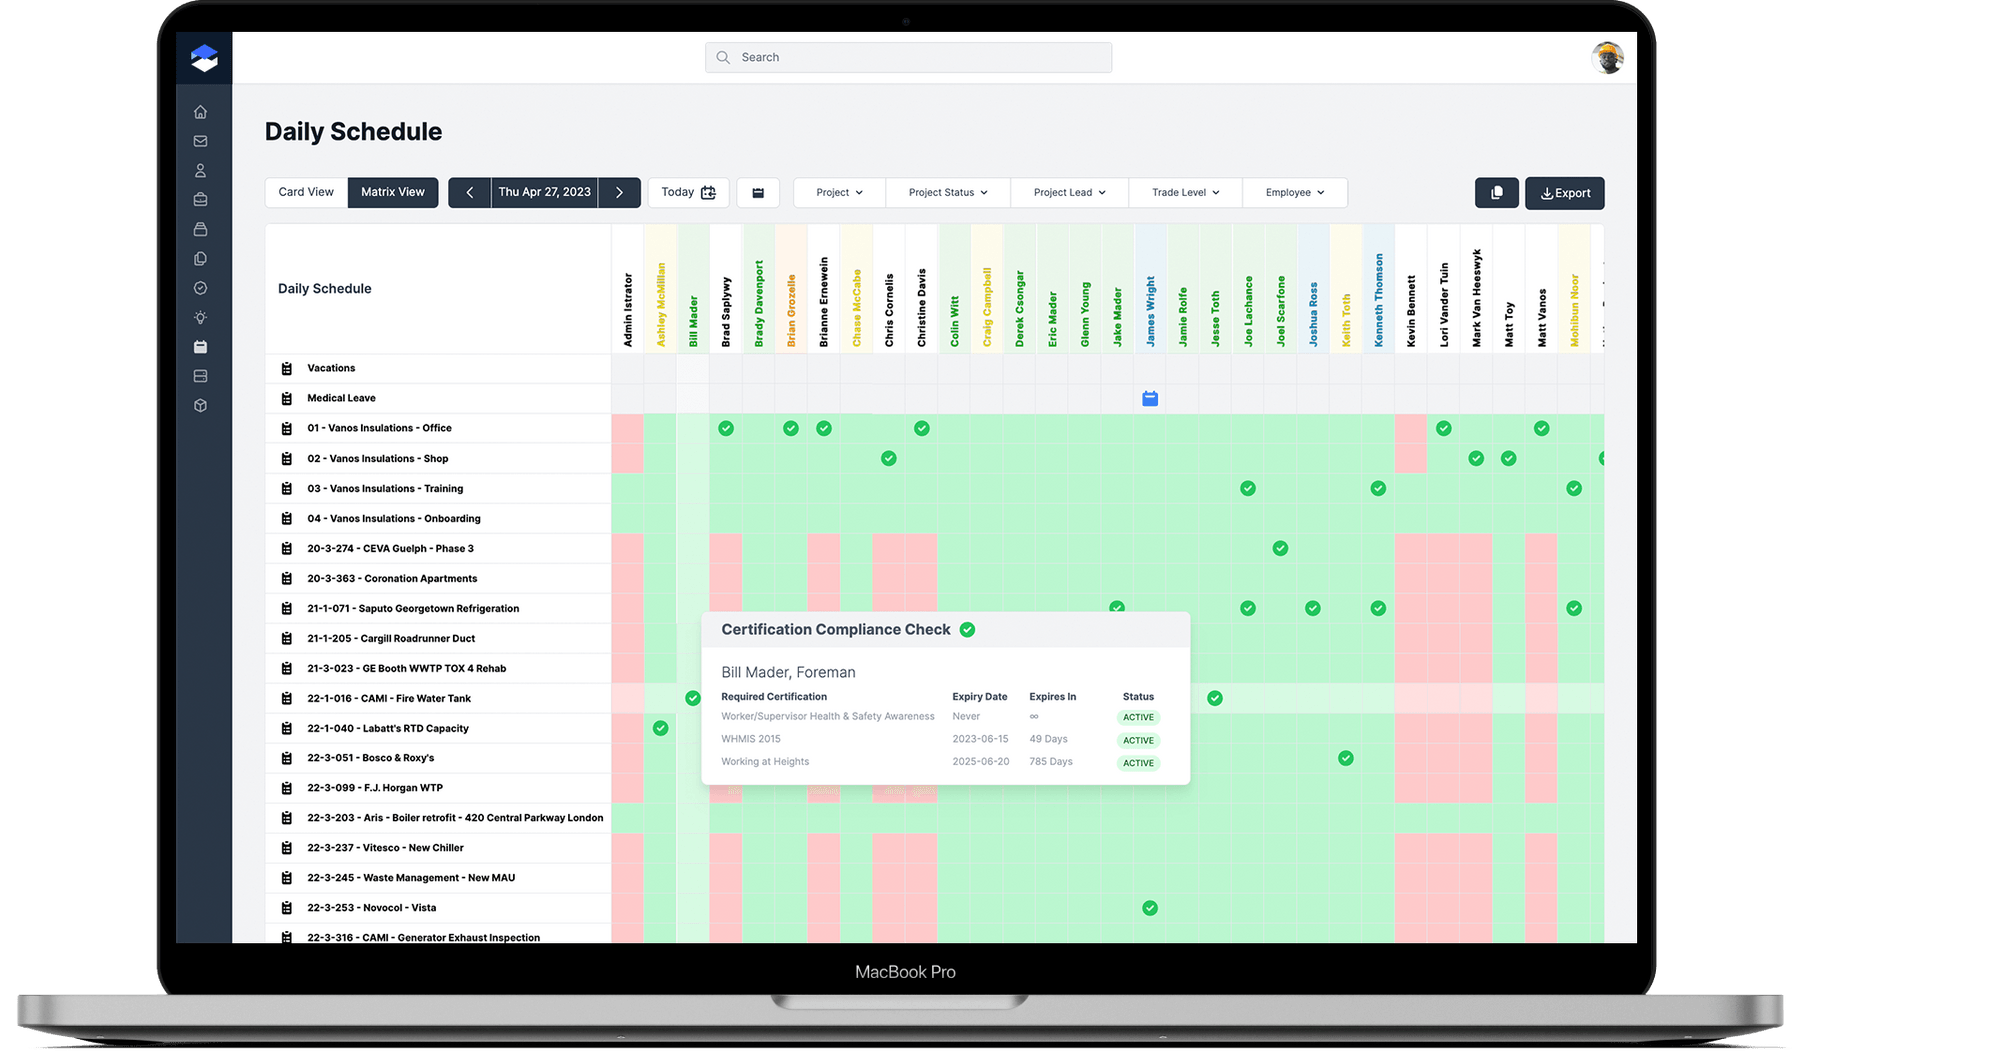 Search
Daily Schedule
Card View Matrix View Thu Apr 27, 2023 Today Project Project Status Project Lead Trade Level Employee Export
Daily Schedule
Admin Istrator
Ashley McMillan
Bill Mader
Brad Saplywy
Brady Davenport
Brian Grozelle
Brianne Ernewein
Chase McCabe
Chris Cornelis
Christine Davis
Colin Witt
Craig Campbell
Derek Csongar
Eric Mader
Glenn Young
Jake Mader
James Wright
Jamie Rolfe
Jesse Toth
Joe Lachance
Joel Scarfone
Joshua Ross
Keith Toth
Kenneth Thomson
Kevin Bennett
Lori Vander Tuin
Mark Van Heeswyk
Matt Toy
Matt Vanos
Mohibun Noor
Vacations
Medical Leave
01 - Vanos Insulations - Office
02 - Vanos Insulations - Shop
03 - Vanos Insulations - Training
04 - Vanos Insulations - Onboarding
20-3-274 - CEVA Guelph - Phase 3
20-3-363 - Coronation Apartments
21-1-071 - Saputo Georgetown Refrigeration
21-1-205 - Cargill Roadrunner Duct
21-3-023 - GE Booth WWTP TOX 4 Rehab
22-1-016 - CAMI - Fire Water Tank
22-1-040 - Labatt's RTD Capacity
22-3-051 - Bosco & Roxy's
22-3-099 - F.J. Horgan WTP
22-3-203 - Aris - Boiler retrofit - 420 Central Parkway London
22-3-237 - Vitesco - New Chiller
22-3-245 - Waste Management - New MAU
22-3-253 - Novocol - Vista
22-3-316 - CAMI - Generator Exhaust Inspection
Certification Compliance Check
Bill Mader, Foreman
Required Certification Expiry Date Expires In Status
Worker/Supervisor Health & Safety Awareness Never ∞ ACTIVE
WHMIS 2015 2023-06-15 49 Days ACTIVE
Working at Heights 2025-06-20 785 Days ACTIVE
MacBook Pro